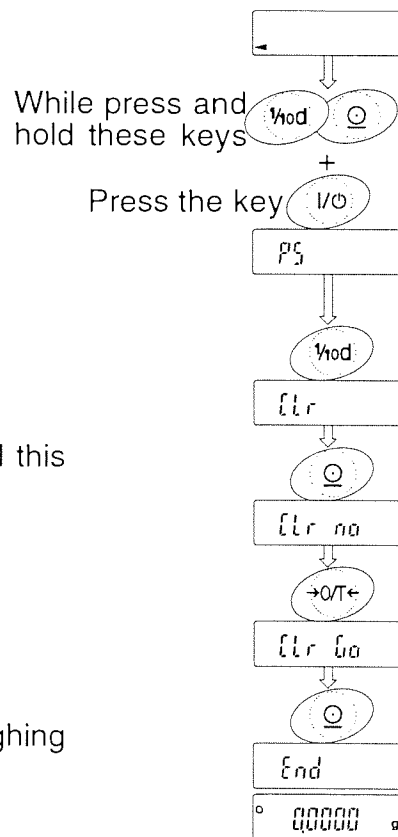 While press and
hold these keys
1/10d
+
Press the key
I/⏻
PS
1/10d
CLr
l this
CLr no
→0/T←
CLr Go
ghing
End
0.0000 g